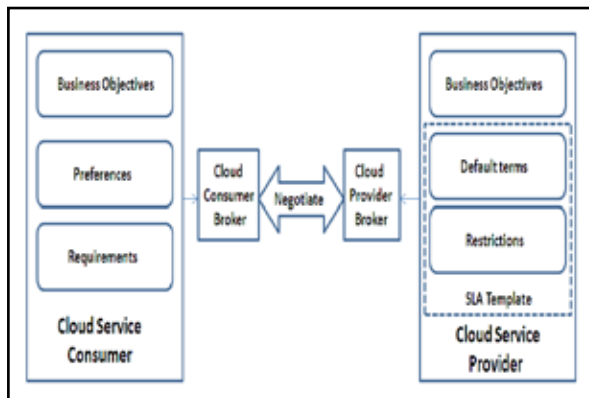 Business Objectives
Preferences
Requirements
Cloud Service
Consumer
Cloud
Consumer
Broker
Negotiate
Cloud
Provider
Broker
Business Objectives
Default terms
Restrictions
SLA Template
Cloud Service
Provider